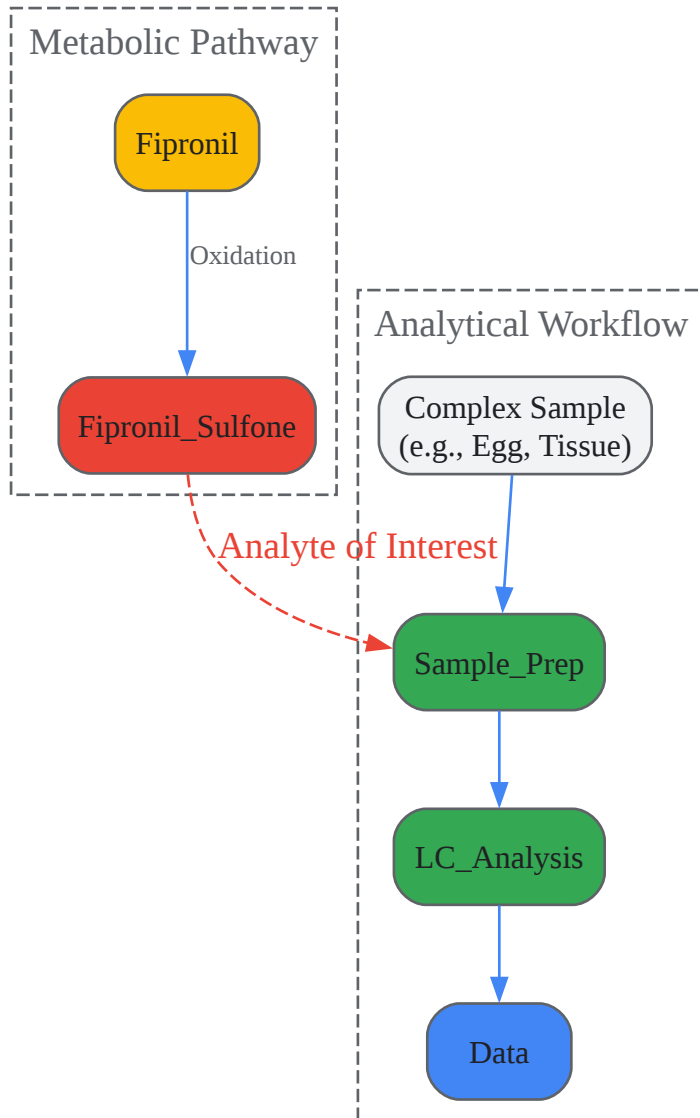 Metabolic Pathway
Fipronil
Oxidation
Fipronil_Sulfone
Analytical Workflow
Complex Sample
(e.g., Egg, Tissue)
Analyte of Interest
Sample_Prep
LC_Analysis
Data